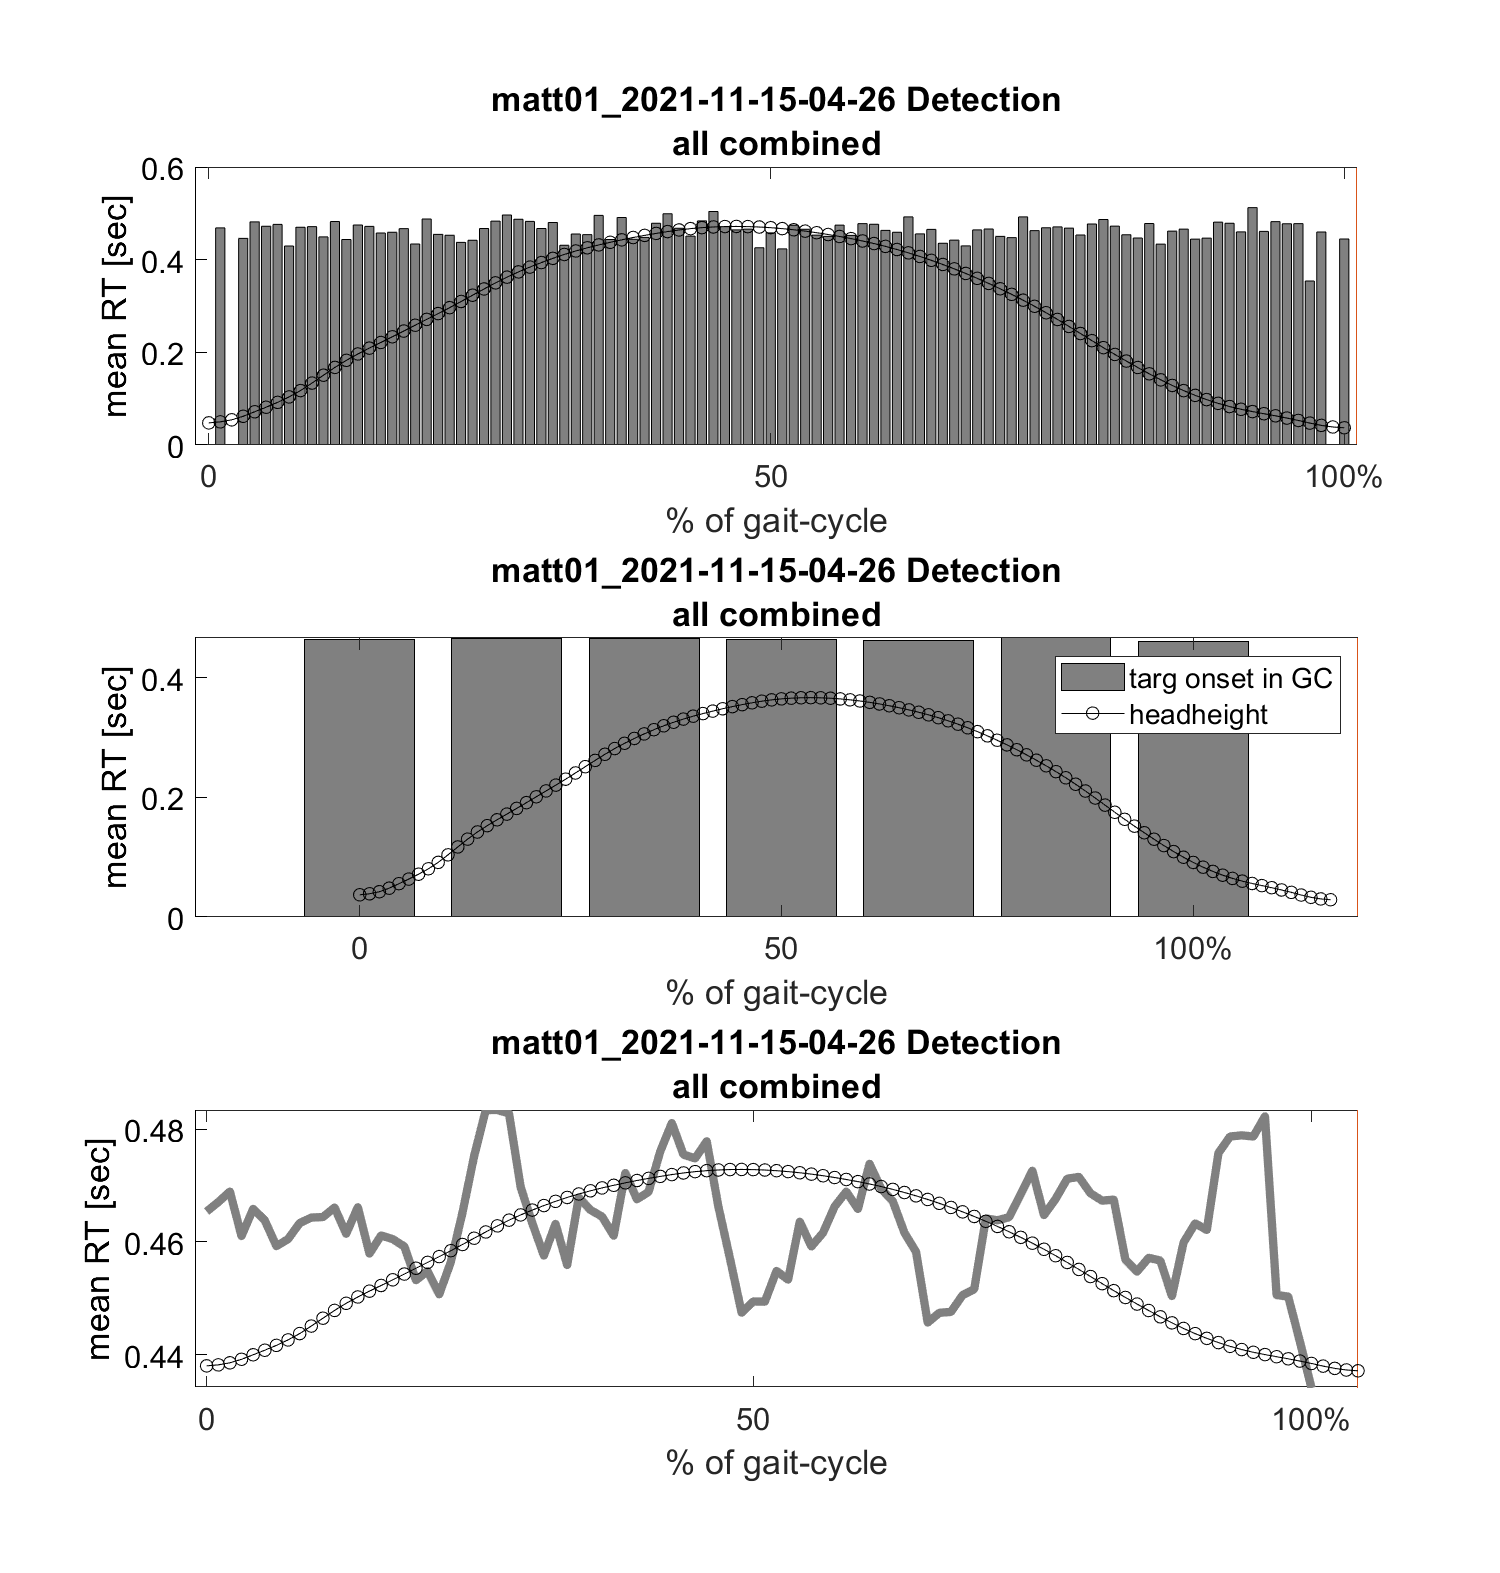 matt01_2021-11-15-04-26 Detection
all combined
0.6
0.4
0.2
0
mean RT [sec]
0 50 100%
% of gait-cycle
matt01_2021-11-15-04-26 Detection
all combined
0.4
0.2
0
mean RT [sec]
targ onset in GC
headheight
0 50 100%
% of gait-cycle
matt01_2021-11-15-04-26 Detection
all combined
0.48
0.46
0.44
mean RT [sec]
0 50 100%
% of gait-cycle